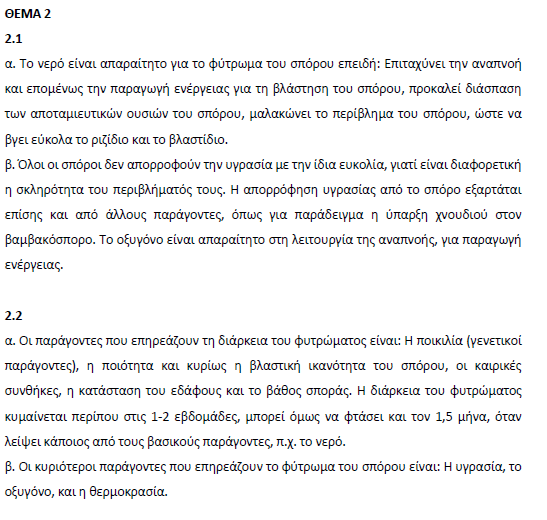 ΘΕΜΑ 2
2.1
α. Το νερό είναι απαραίτητο για το φύτρωμα του σπόρου επειδή: Επιταχύνει την αναπνοή
και επομένως την παραγωγή ενέργειας για τη βλάστηση του σπόρου, προκαλεί διάσπαση
των αποταμιευτικών ουσιών του σπόρου, μαλακώνει το περίβλημα του σπόρου, ώστε να
βγει εύκολα το ριζίδιο και το βλαστίδιο.
β. Όλοι οι σπόροι δεν απορροφούν την υγρασία με την ίδια ευκολία, γιατί είναι διαφορετική
η σκληρότητα του περιβλήματός τους. Η απορρόφηση υγρασίας από το σπόρο εξαρτάται
επίσης και από άλλους παράγοντες, όπως για παράδειγμα η ύπαρξη χνουδιού στον
βαμβακόσπορο. Το οξυγόνο είναι απαραίτητο στη λειτουργία της αναπνοής, για παραγωγή
ενέργειας.
2.2
α. Οι παράγοντες που επηρεάζουν τη διάρκεια του φυτρώματος είναι: Η ποικιλία (γενετικοί
παράγοντες), η ποιότητα και κυρίως η βλαστική ικανότητα του σπόρου, οι καιρικές
συνθήκες, η κατάσταση του εδάφους και το βάθος σποράς. Η διάρκεια του φυτρώματος
κυμαίνεται περίπου στις 1-2 εβδομάδες, μπορεί όμως να φτάσει και τον 1,5 μήνα, όταν
λείψει κάποιος από τους βασικούς παράγοντες, π.χ. το νερό.
β. Οι κυριότεροι παράγοντες που επηρεάζουν το φύτρωμα του σπόρου είναι: Η υγρασία, το
οξυγόνο, και η θερμοκρασία.